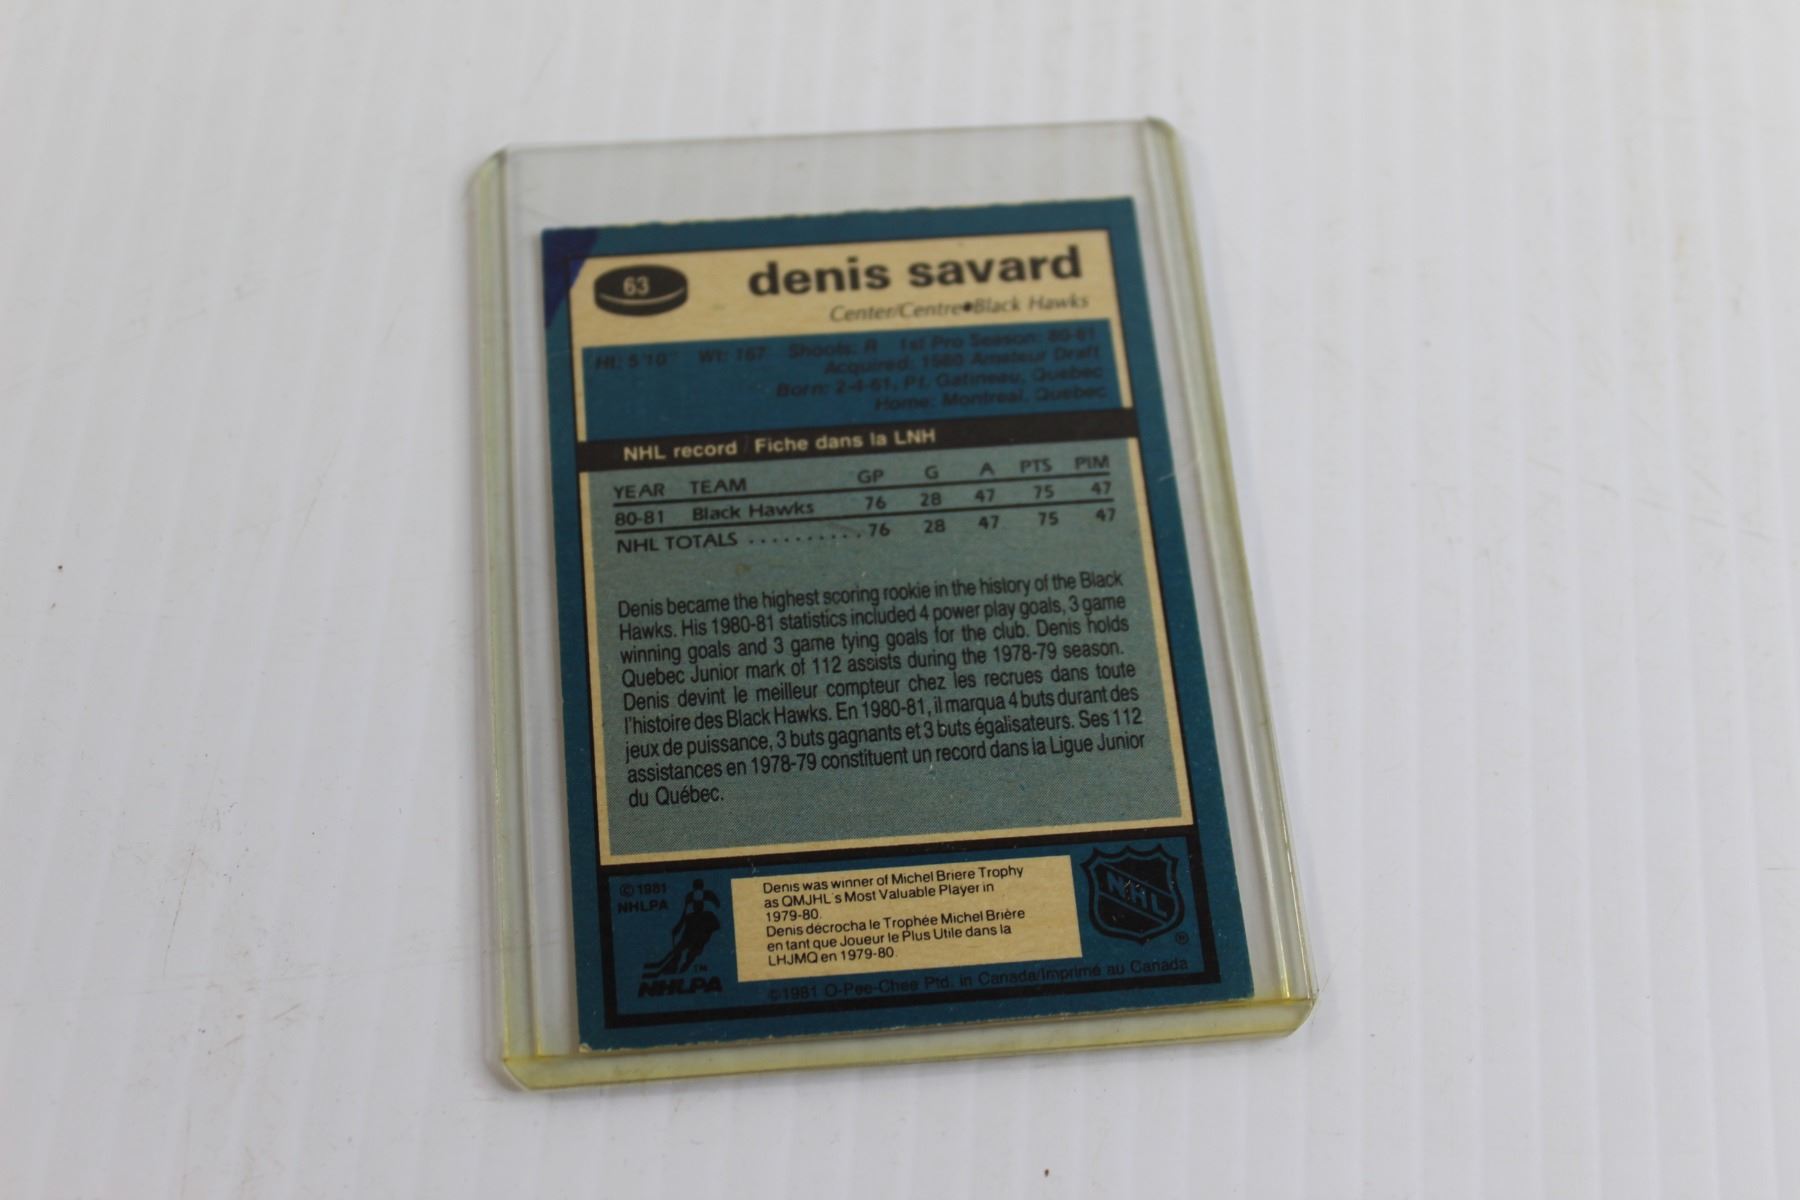 63
denis savard
Center/Centre•Black Hawks
Ht: 5'10" Wt: 167 Shoots: R 1st Pro Season: 80-81
Acquired: 1980 Amateur Draft
Born: 2-4-61, Pt. Gatineau, Quebec
Home: Montreal, Quebec
NHL record / Fiche dans la LNH
YEAR TEAM GP G A PTS PIM
80-81 Black Hawks 76 28 47 75 47
NHL TOTALS .......... 76 28 47 75 47
Denis became the highest scoring rookie in the history of the Black
Hawks. His 1980-81 statistics included 4 power play goals, 3 game
winning goals and 3 game tying goals for the club. Denis holds
Quebec Junior mark of 112 assists during the 1978-79 season.
Denis devint le meilleur compteur chez les recrues dans toute
l'histoire des Black Hawks. En 1980-81, il marqua 4 buts durant des
jeux de puissance, 3 buts gagnants et 3 buts égalisateurs. Ses 112
assistances en 1978-79 constituent un record dans la Ligue Junior
du Québec.
© 1981
NHLPA
TM
NHLPA
Denis was winner of Michel Briere Trophy
as QMJHL's Most Valuable Player in
1979-80.
Denis décrocha le Trophée Michel Brière
en tant que Joueur le Plus Utile dans la
LHJMQ en 1979-80.
NHL
®
©1981 O-Pee-Chee Ptd. in Canada/Imprimé au Canada